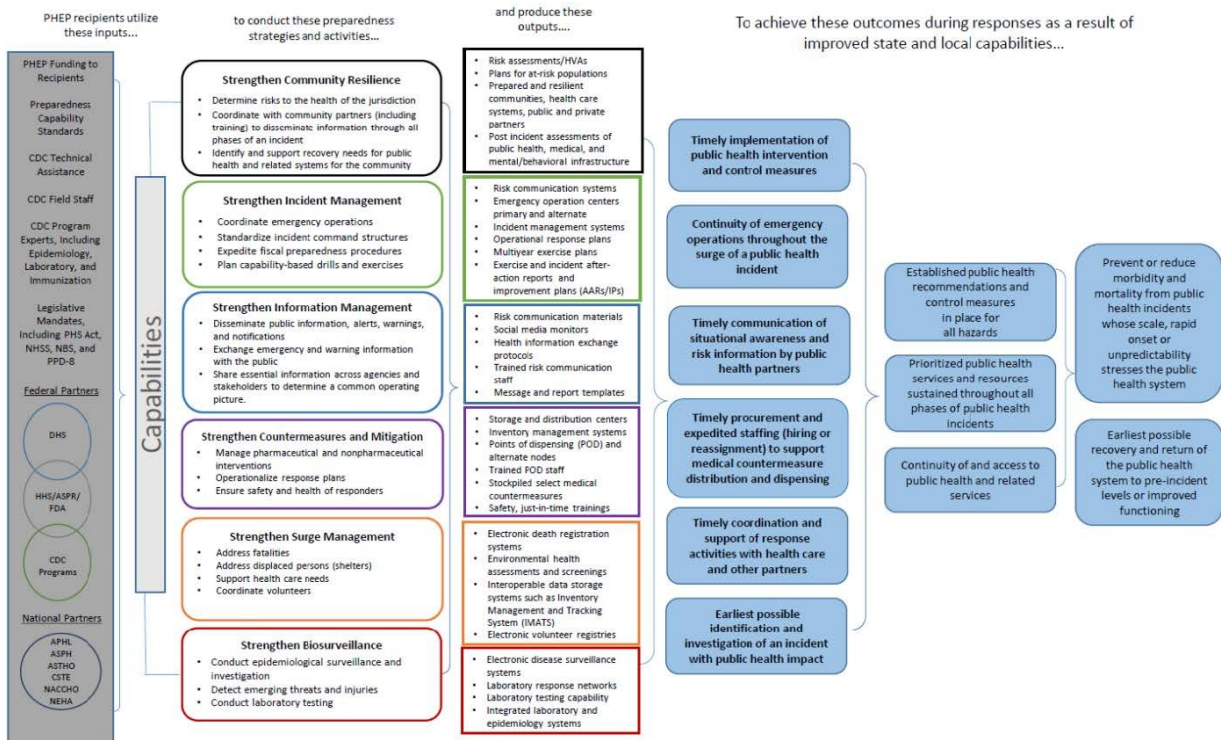 PHEP recipients utilize
these inputs...
to conduct these preparedness
strategies and activities...
and produce these
outputs....
To achieve these outcomes during responses as a result of
improved state and local capabilities...
PHEP Funding to
Recipients
Preparedness
Capability
Standards
CDC Technical
Assistance
CDC Field Staff
CDC Program
Experts, Including
Epidemiology,
Laboratory, and
Immunization
Legislative
Mandates,
Including PHS Act,
NHSS, NBS, and
PPD-8
Federal Partners
DHS
HHS/ASPR/
FDA
CDC
Programs
National Partners
APHL
ASPH
ASTHO
CSTE
NACCHO
NEHA
Capabilities
Strengthen Community Resilience
• Determine risks to the health of the jurisdiction
• Coordinate with community partners (including
training) to disseminate information through all
phases of an incident
• Identify and support recovery needs for public
health and related systems for the community
Strengthen Incident Management
• Coordinate emergency operations
• Standardize incident command structures
• Expedite fiscal preparedness procedures
• Plan capability-based drills and exercises
Strengthen Information Management
• Disseminate public information, alerts, warnings,
and notifications
• Exchange emergency and warning information
with the public
• Share essential information across agencies and
stakeholders to determine a common operating
picture.
Strengthen Countermeasures and Mitigation
• Manage pharmaceutical and nonpharmaceutical
interventions
• Operationalize response plans
• Ensure safety and health of responders
Strengthen Surge Management
• Address fatalities
• Address displaced persons (shelters)
• Support health care needs
• Coordinate volunteers
Strengthen Biosurveillance
• Conduct epidemiological surveillance and
investigation
• Detect emerging threats and injuries
• Conduct laboratory testing
• Risk assessments/HVAs
• Plans for at-risk populations
• Prepared and resilient
communities, health care
systems, public and private
partners
• Post incident assessments of
public health, medical, and
mental/behavioral infrastructure
• Risk communication systems
• Emergency operation centers
primary and alternate
• Incident management systems
• Operational response plans
• Multiyear exercise plans
• Exercise and incident after-
action reports and
improvement plans (AARs/IPs)
• Risk communication materials
• Social media monitors
• Health information exchange
protocols
• Trained risk communication
staff
• Message and report templates
• Storage and distribution centers
• Inventory management systems
• Points of dispensing (POD) and
alternate nodes
• Trained POD staff
• Stockpiled select medical
countermeasures
• Safety, just-in-time trainings
• Electronic death registration
systems
• Environmental health
assessments and screenings
• Interoperable data storage
systems such as Inventory
Management and Tracking
System (IMATS)
• Electronic volunteer registries
• Electronic disease surveillance
systems
• Laboratory response networks
• Laboratory testing capability
• Integrated laboratory and
epidemiology systems
Timely implementation of
public health intervention
and control measures
Continuity of emergency
operations throughout the
surge of a public health
incident
Timely communication of
situational awareness and
risk information by public
health partners
Timely procurement and
expedited staffing (hiring or
reassignment) to support
medical countermeasure
distribution and dispensing
Timely coordination and
support of response
activities with health care
and other partners
Earliest possible
identification and
investigation of an incident
with public health impact
Established public health
recommendations and
control measures
in place for
all hazards
Prioritized public health
services and resources
sustained throughout all
phases of public health
incidents
Continuity of and access to
public health and related
services
Prevent or reduce
morbidity and
mortality from public
health incidents
whose scale, rapid
onset or
unpredictability
stresses the public
health system
Earliest possible
recovery and return of
the public health
system to pre-incident
levels or improved
functioning